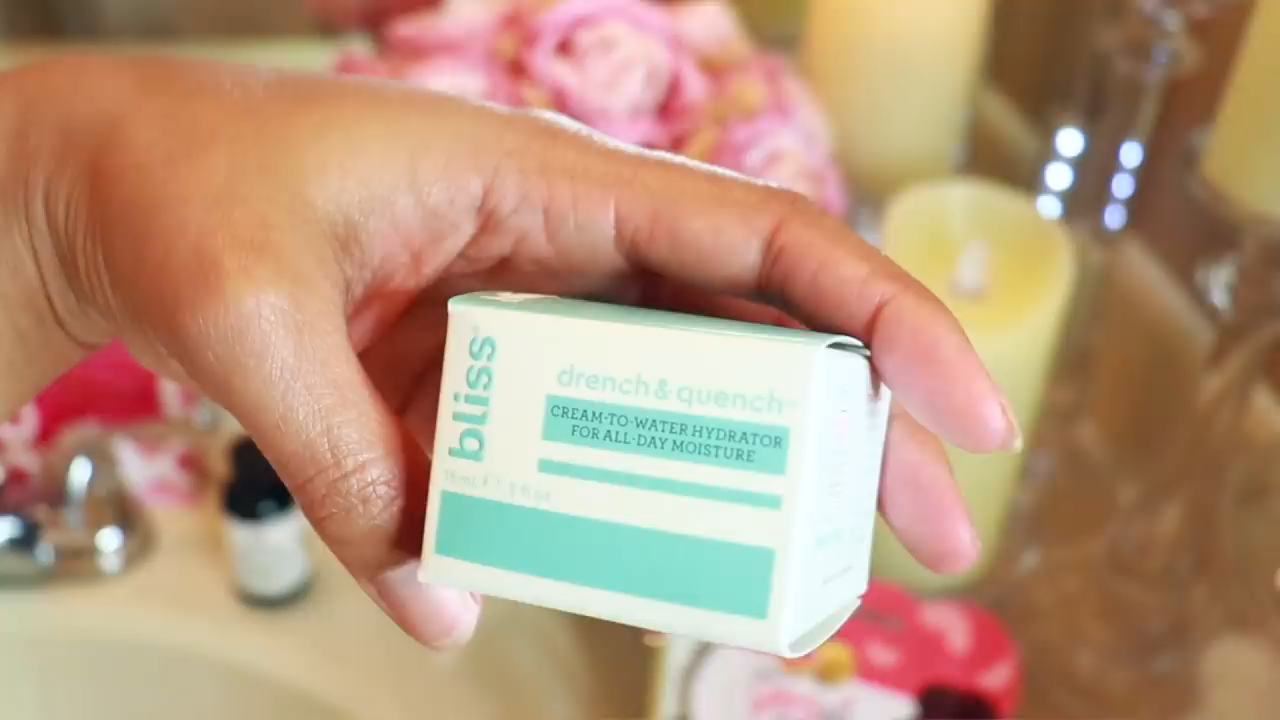 bliss
drench & quench
CREAM-TO-WATER HYDRATOR
FOR ALL-DAY MOISTURE